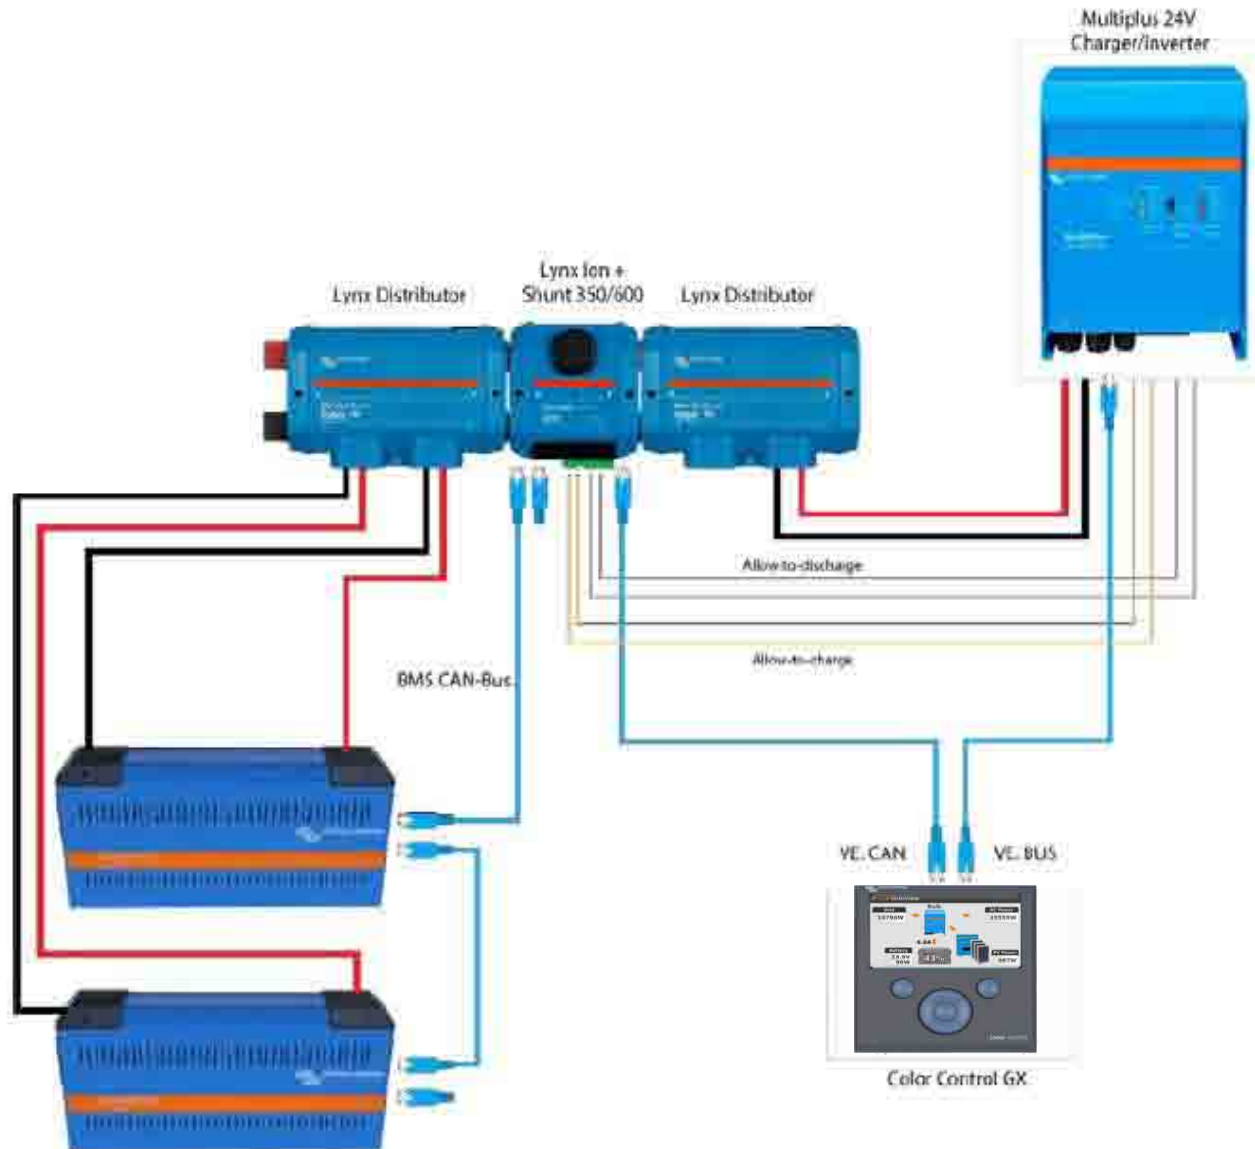 Multiplus 24V
Charger/Inverter
Lynx Distributor
Lynx Ion +
Shunt 350/600
Lynx Distributor
Allow-to-discharge
Allow-to-charge
BMS CAN-Bus
VE. CAN
VE. BUS
Color Control GX